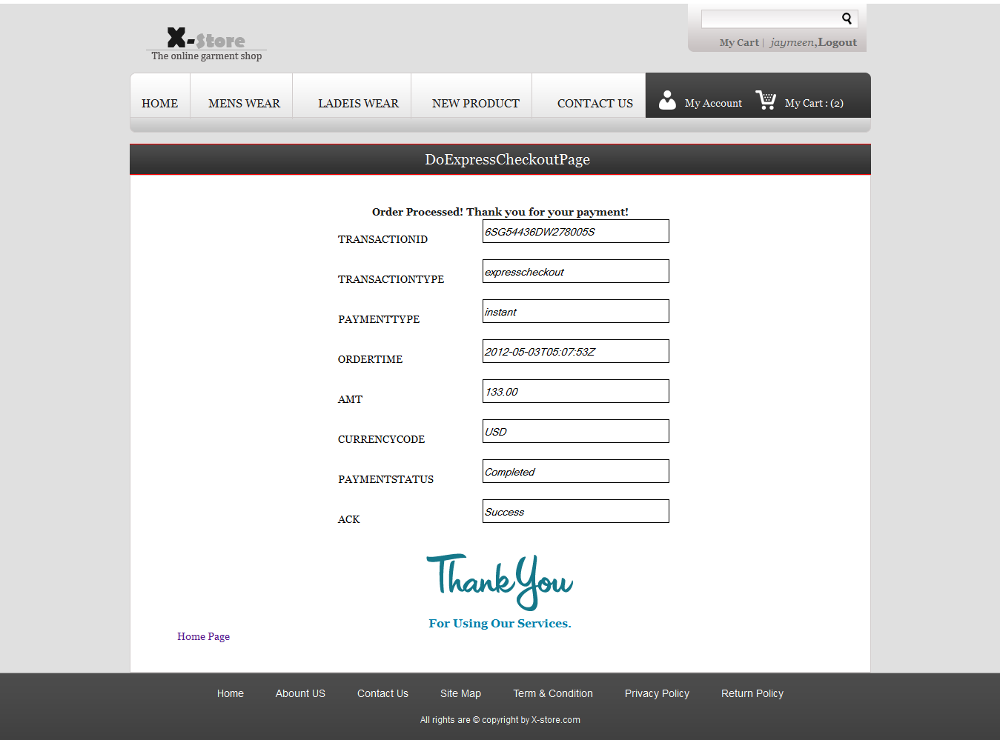 X-Store
The online garment shop
My Cart | jaymeen,Logout
HOME MENS WEAR LADEIS WEAR NEW PRODUCT CONTACT US My Account My Cart : (2)
DoExpressCheckoutPage
Order Processed! Thank you for your payment!
TRANSACTIONID 6SG54436DW278005S
TRANSACTIONTYPE expresscheckout
PAYMENTTYPE instant
ORDERTIME 2012-05-03T05:07:53Z
AMT 133.00
CURRENCYCODE USD
PAYMENTSTATUS Completed
ACK Success
Thank You
For Using Our Services.
Home Page
Home Abount US Contact Us Site Map Term & Condition Privacy Policy Return Policy
All rights are © copyright by X-store.com